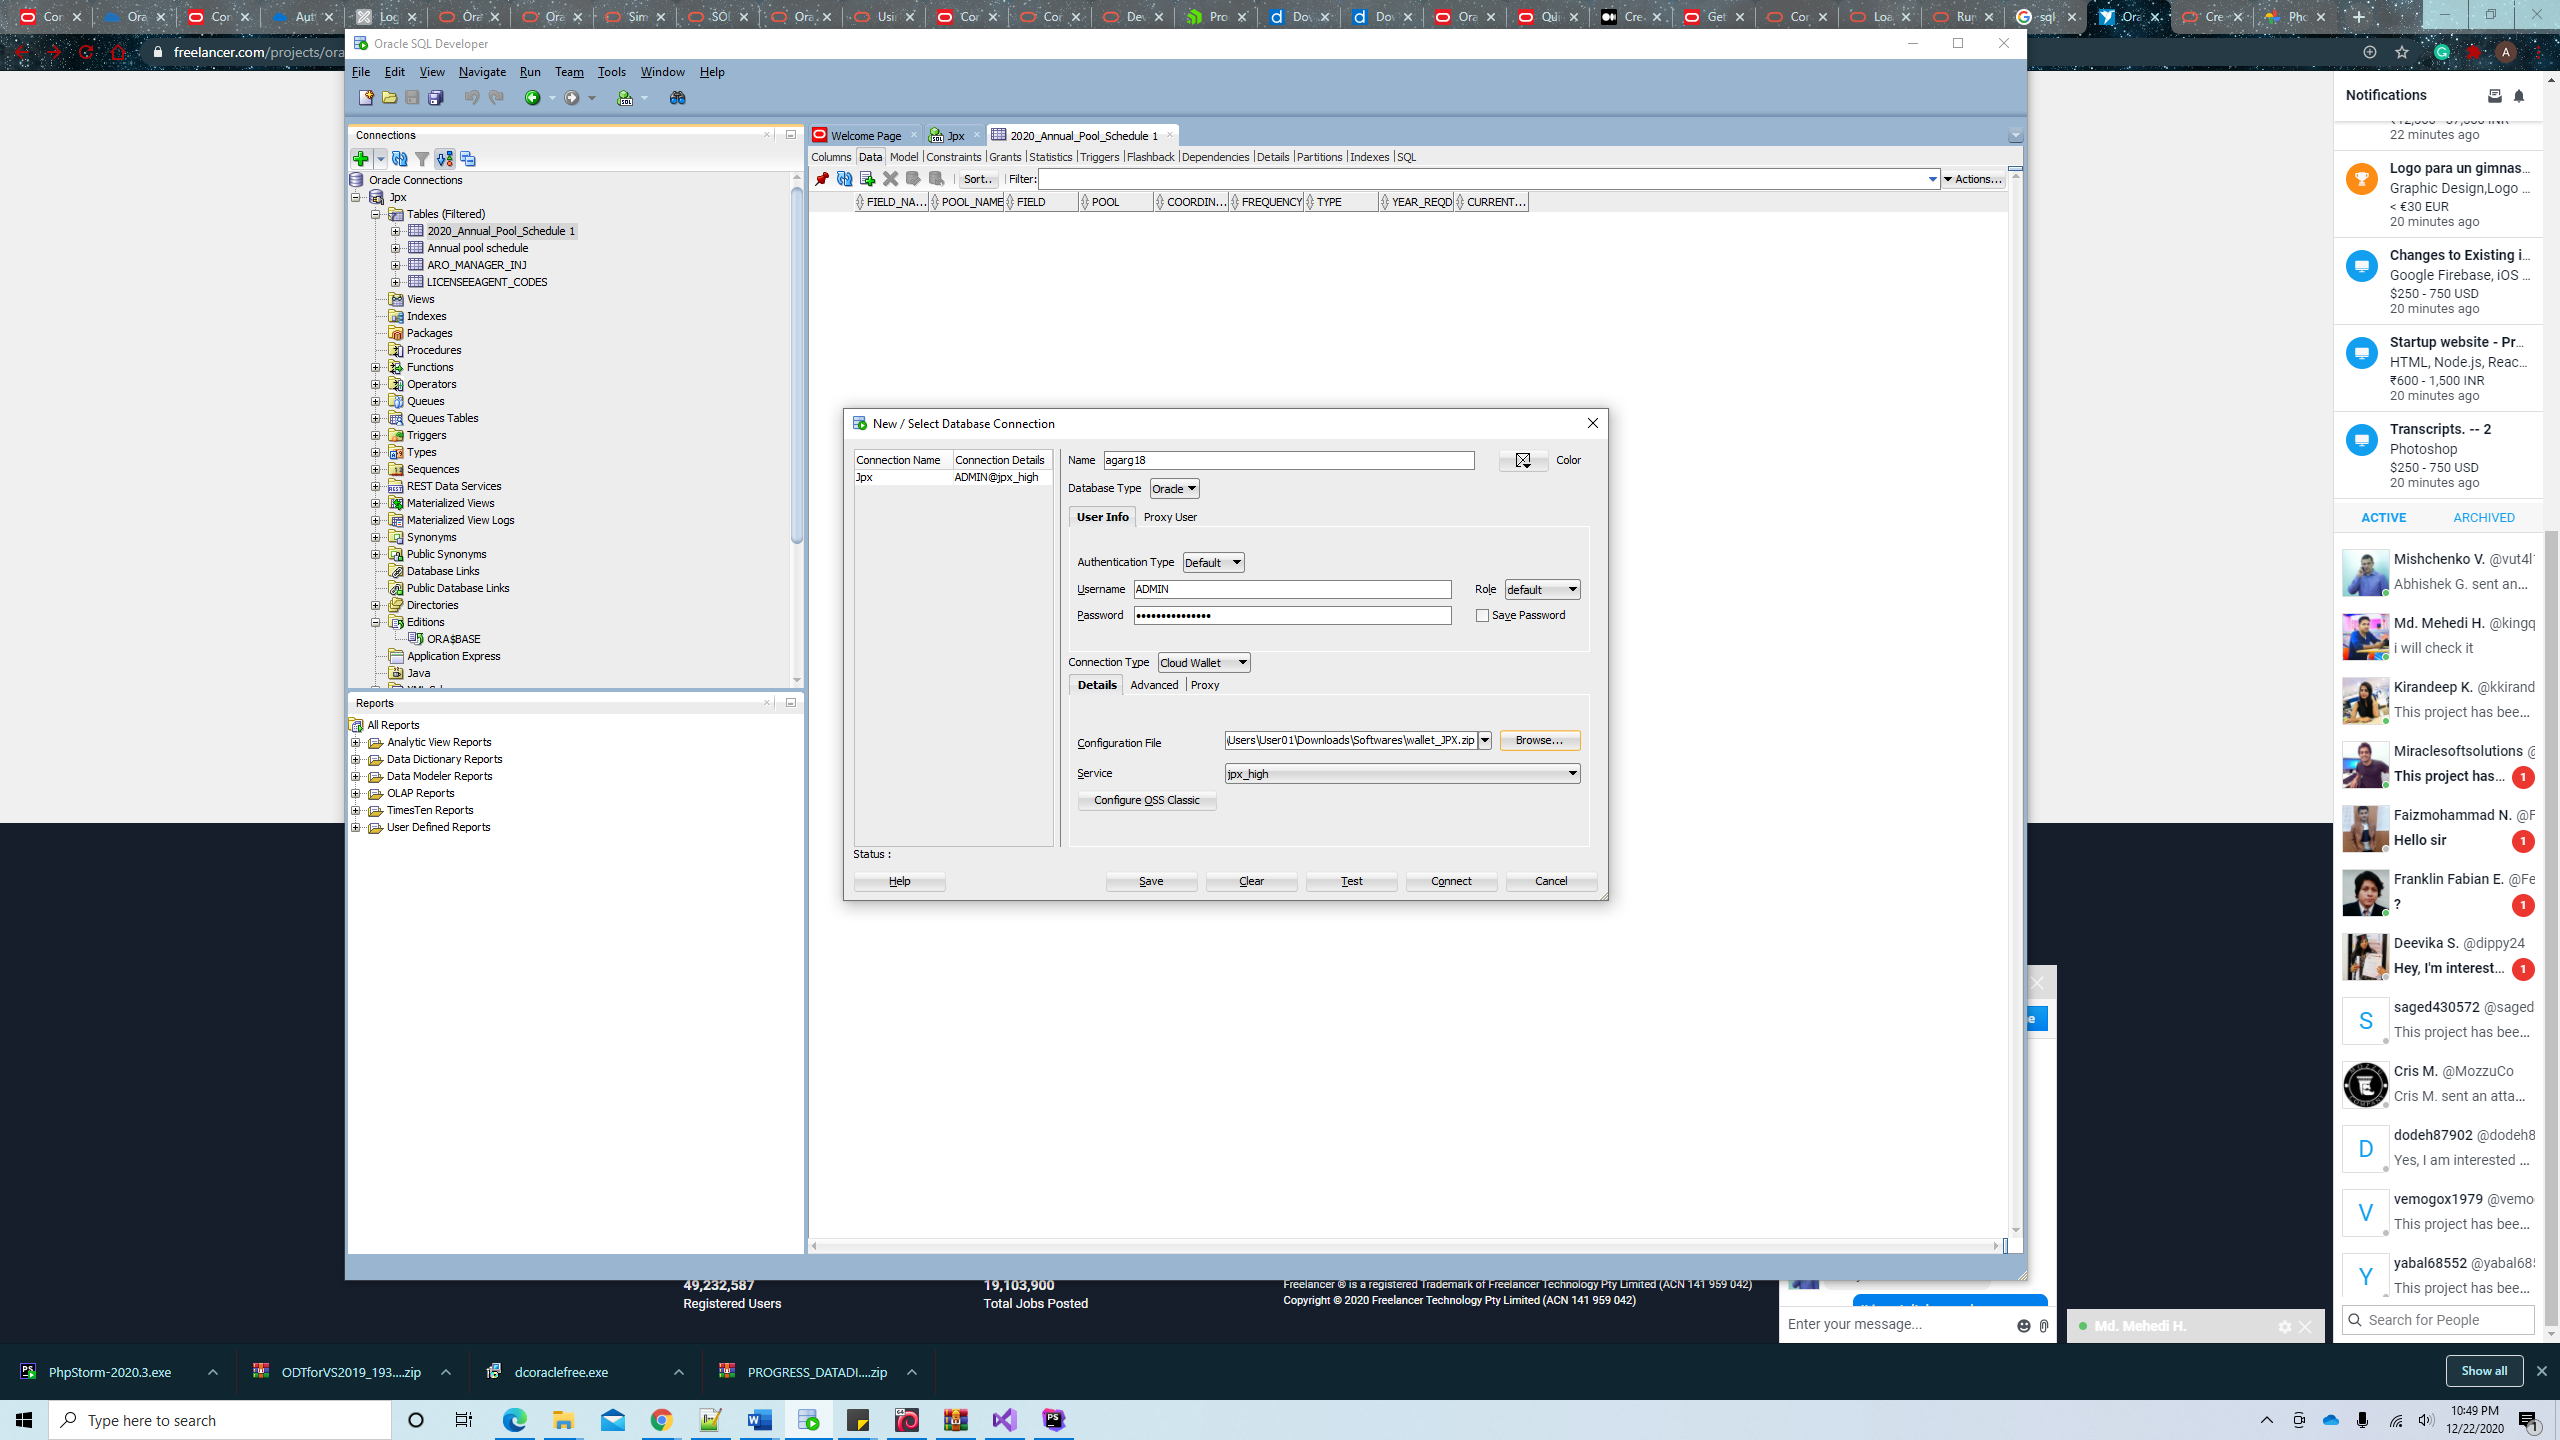 Cor
Ora
Cor
Aut
Log
Ora
Ora
Sim
SQL
Ora
Usin
Cor
Cor
Dev
Pro
Dov
Dov
Ora
Qui
Cre
Get
Cor
Loa
Rur
sql
Ora
Cre
Pho
freelancer.com/projects/ora
Oracle SQL Developer
File Edit View Navigate Run Team Tools Window Help
Connections
Oracle Connections
Jpx
Tables (Filtered)
2020_Annual_Pool_Schedule 1
Annual pool schedule
ARO_MANAGER_INJ
LICENSEEAGENT_CODES
Views
Indexes
Packages
Procedures
Functions
Operators
Queues
Queues Tables
Triggers
Types
Sequences
REST Data Services
Materialized Views
Materialized View Logs
Synonyms
Public Synonyms
Database Links
Public Database Links
Directories
Editions
ORA$BASE
Application Express
Java
Reports
All Reports
Analytic View Reports
Data Dictionary Reports
Data Modeler Reports
OLAP Reports
TimesTen Reports
User Defined Reports
Welcome Page Jpx 2020_Annual_Pool_Schedule 1
Columns Data Model Constraints Grants Statistics Triggers Flashback Dependencies Details Partitions Indexes SQL
Sort.. Filter: Actions...
FIELD_NA... POOL_NAME FIELD POOL COORDIN... FREQUENCY TYPE YEAR_REQD CURRENT...
New / Select Database Connection
Connection Name Connection Details
Jpx ADMIN@jpx_high
Name agarg18 Color
Database Type Oracle
User Info Proxy User
Authentication Type Default
Username ADMIN Role default
Password ••••••••••••••• Save Password
Connection Type Cloud Wallet
Details Advanced Proxy
Configuration File \Users\User01\Downloads\Softwares\wallet_JPX.zip Browse...
Service jpx_high
Configure OSS Classic
Status :
Help Save Clear Test Connect Cancel
Notifications
22 minutes ago
Logo para un gimnas...
Graphic Design,Logo ...
< €30 EUR
20 minutes ago
Changes to Existing i...
Google Firebase, iOS ...
$250 - 750 USD
20 minutes ago
Startup website - Pr...
HTML, Node.js, Reac...
₹600 - 1,500 INR
20 minutes ago
Transcripts. -- 2
Photoshop
$250 - 750 USD
20 minutes ago
ACTIVE ARCHIVED
Mishchenko V. @vut4l
Abhishek G. sent an...
Md. Mehedi H. @kingq
i will check it
Kirandeep K. @kkirand
This project has bee...
Miraclesoftsolutions @
This project has... 1
Faizmohammad N. @F
Hello sir 1
Franklin Fabian E. @Fe
? 1
Deevika S. @dippy24
Hey, I'm interest... 1
S saged430572 @saged
This project has bee...
Cris M. @MozzuCo
Cris M. sent an atta...
D dodeh87902 @dodeh8
Yes, I am interested ...
V vemogox1979 @vemo
This project has bee...
Y yabal68552 @yabal68
This project has bee...
Search for People
49,232,587
Registered Users
19,103,900
Total Jobs Posted
Freelancer ® is a registered Trademark of Freelancer Technology Pty Limited (ACN 141 959 042)
Copyright © 2020 Freelancer Technology Pty Limited (ACN 141 959 042)
e
Enter your message...
Md. Mehedi H.
PhpStorm-2020.3.exe
ODTforVS2019_193....zip
dcoraclefree.exe
PROGRESS_DATADI....zip
Show all
Type here to search
10:49 PM
12/22/2020
1